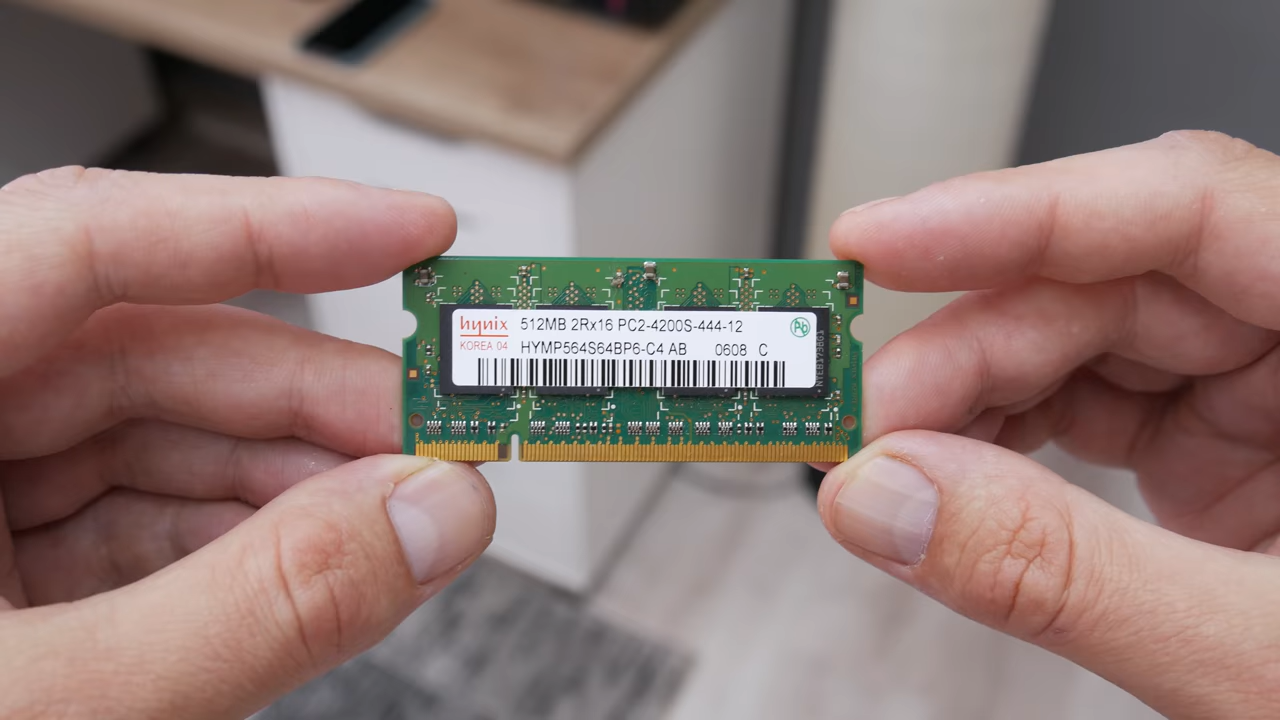 hynix
KOREA 04
512MB 2Rx16 PC2-4200S-444-12
HYMP564S64BP6-C4 AB 0608 C
Pb